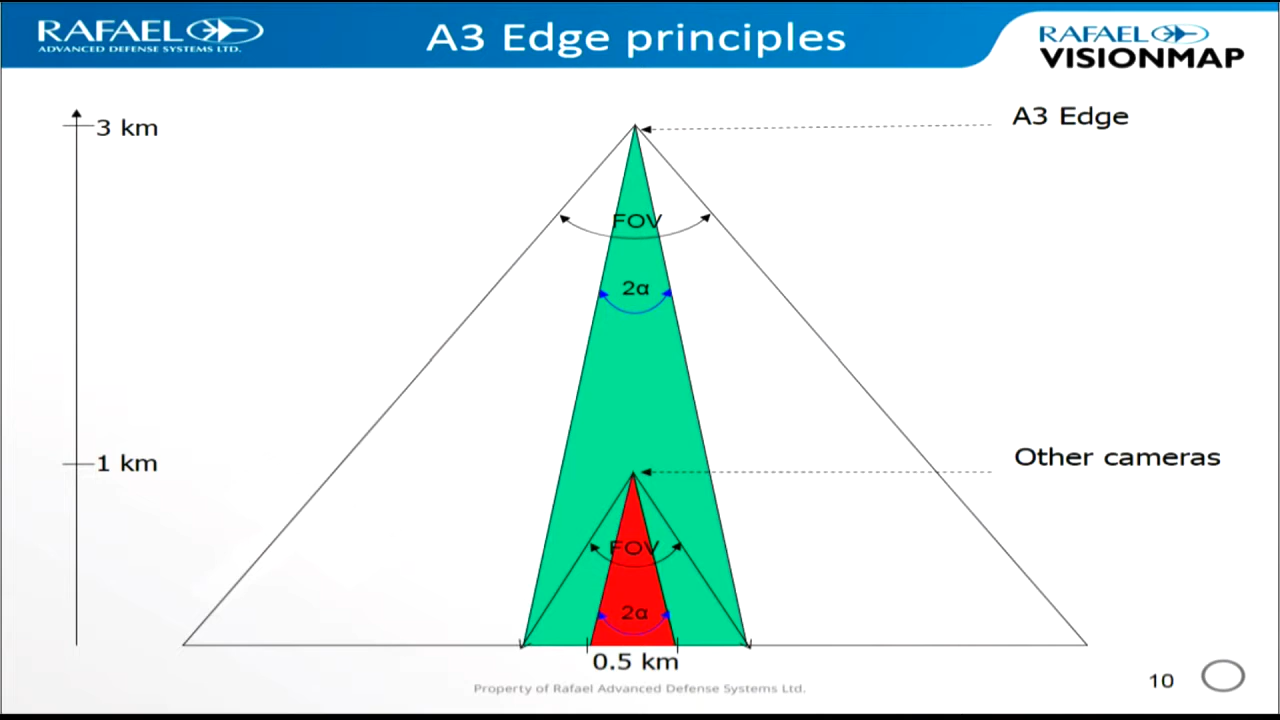 RAFAEL
ADVANCED DEFENSE SYSTEMS LTD.
A3 Edge principles
RAFAEL
VISIONMAP
3 km
A3 Edge
FOV
2α
1 km
Other cameras
FOV
2α
0.5 km
Property of Rafael Advanced Defense Systems Ltd.
10